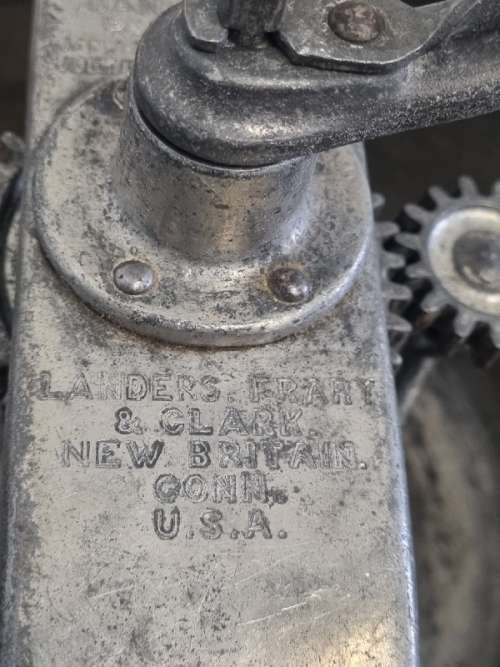 LANDERS. FRARY
& CLARK.
NEW BRITAIN.
CONN.
U.S.A.